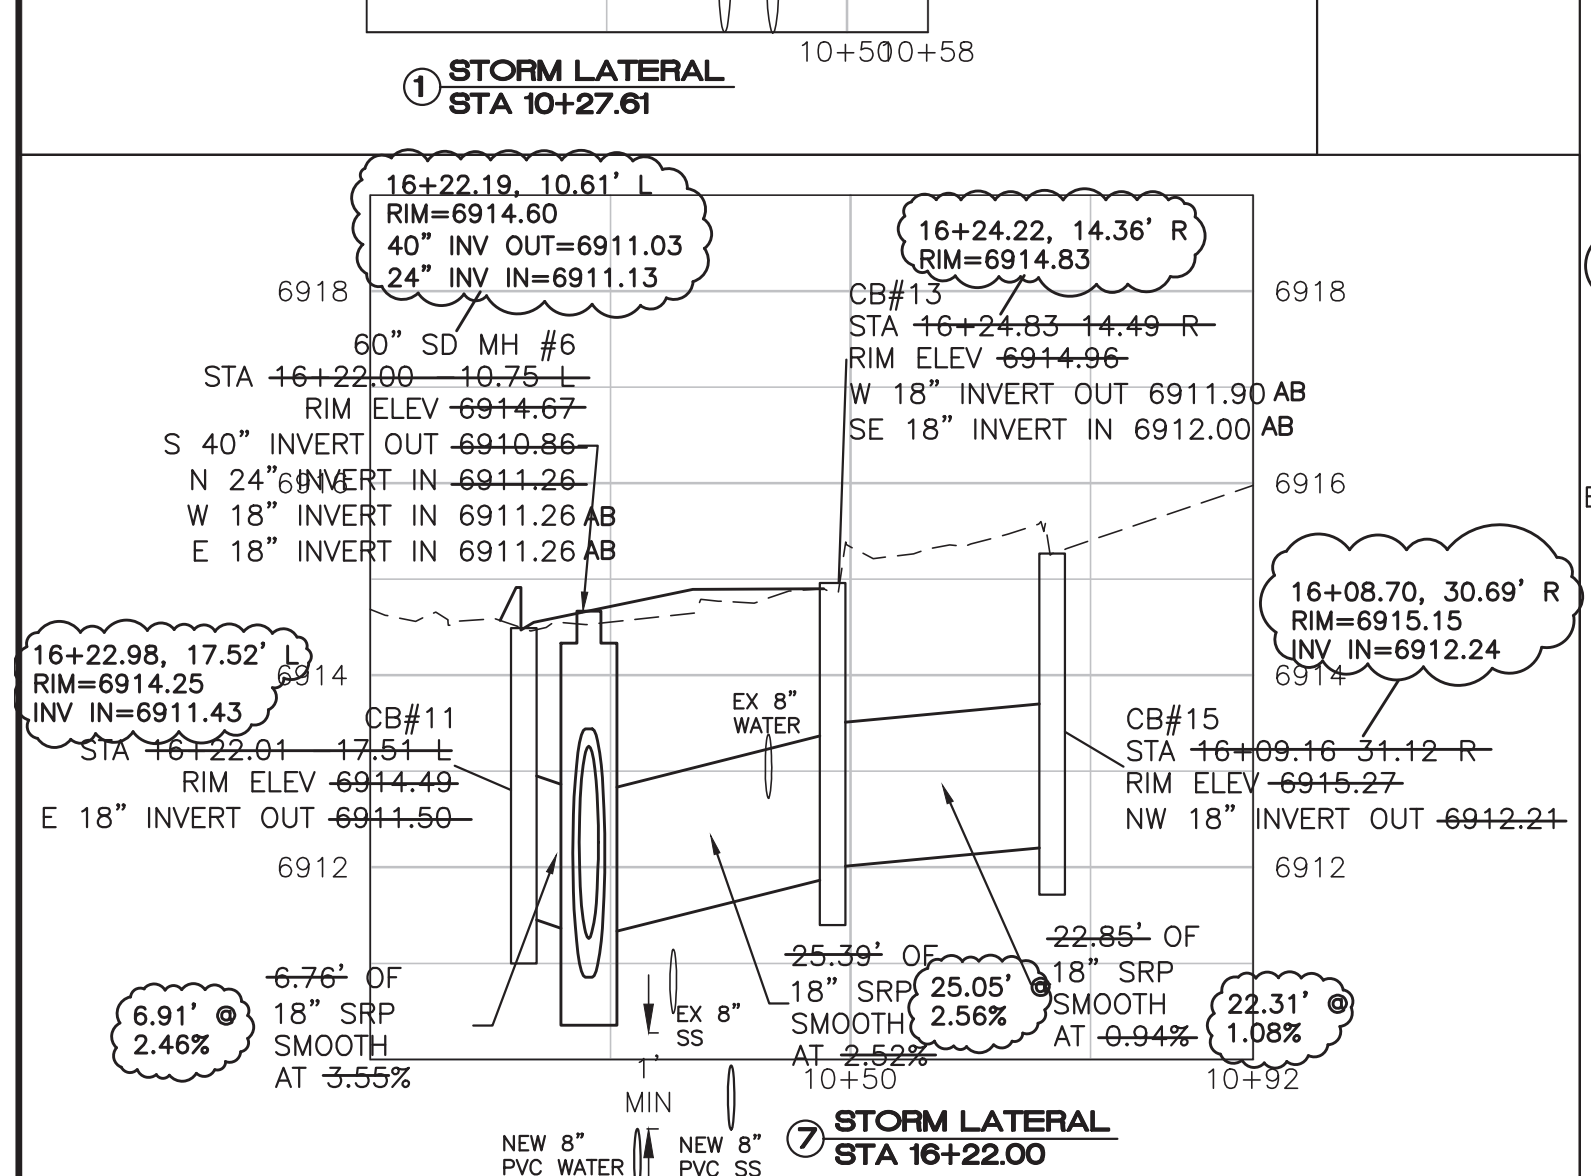 10+50
10+58
1 STORM LATERAL
STA 10+27.61
16+22.19, 10.61' L
RIM=6914.60
40" INV OUT=6911.03
24" INV IN=6911.13
16+24.22, 14.36' R
RIM=6914.83
6918
6918
60" SD MH #6
STA 16+22.00 10.75 L
RIM ELEV 6914.67
S 40" INVERT OUT 6910.86
N 24" INVERT IN 6911.26
W 18" INVERT IN 6911.26 AB
E 18" INVERT IN 6911.26 AB
CB#13
STA 16+24.83 14.49 R
RIM ELEV 6914.96
W 18" INVERT OUT 6911.90 AB
SE 18" INVERT IN 6912.00 AB
6916
6916
16+22.98, 17.52' L
RIM=6914.25
INV IN=6911.43
16+08.70, 30.69' R
RIM=6915.15
INV IN=6912.24
6914
6914
CB#11
STA 16+22.01 17.51 L
RIM ELEV 6914.49
E 18" INVERT OUT 6911.50
EX 8"
WATER
CB#15
STA 16+09.16 31.12 R
RIM ELEV 6915.27
NW 18" INVERT OUT 6912.21
6912
6912
6.91' @
2.46%
6.76' OF
18" SRP
SMOOTH
AT 3.55%
EX 8"
SS
1'
MIN
25.39' OF
18" SRP
SMOOTH
AT 2.52%
25.05' @
2.56%
22.85' OF
18" SRP
SMOOTH
AT 0.94%
22.31' @
1.08%
10+50
10+92
7 STORM LATERAL
STA 16+22.00
NEW 8"
PVC WATER
NEW 8"
PVC SS